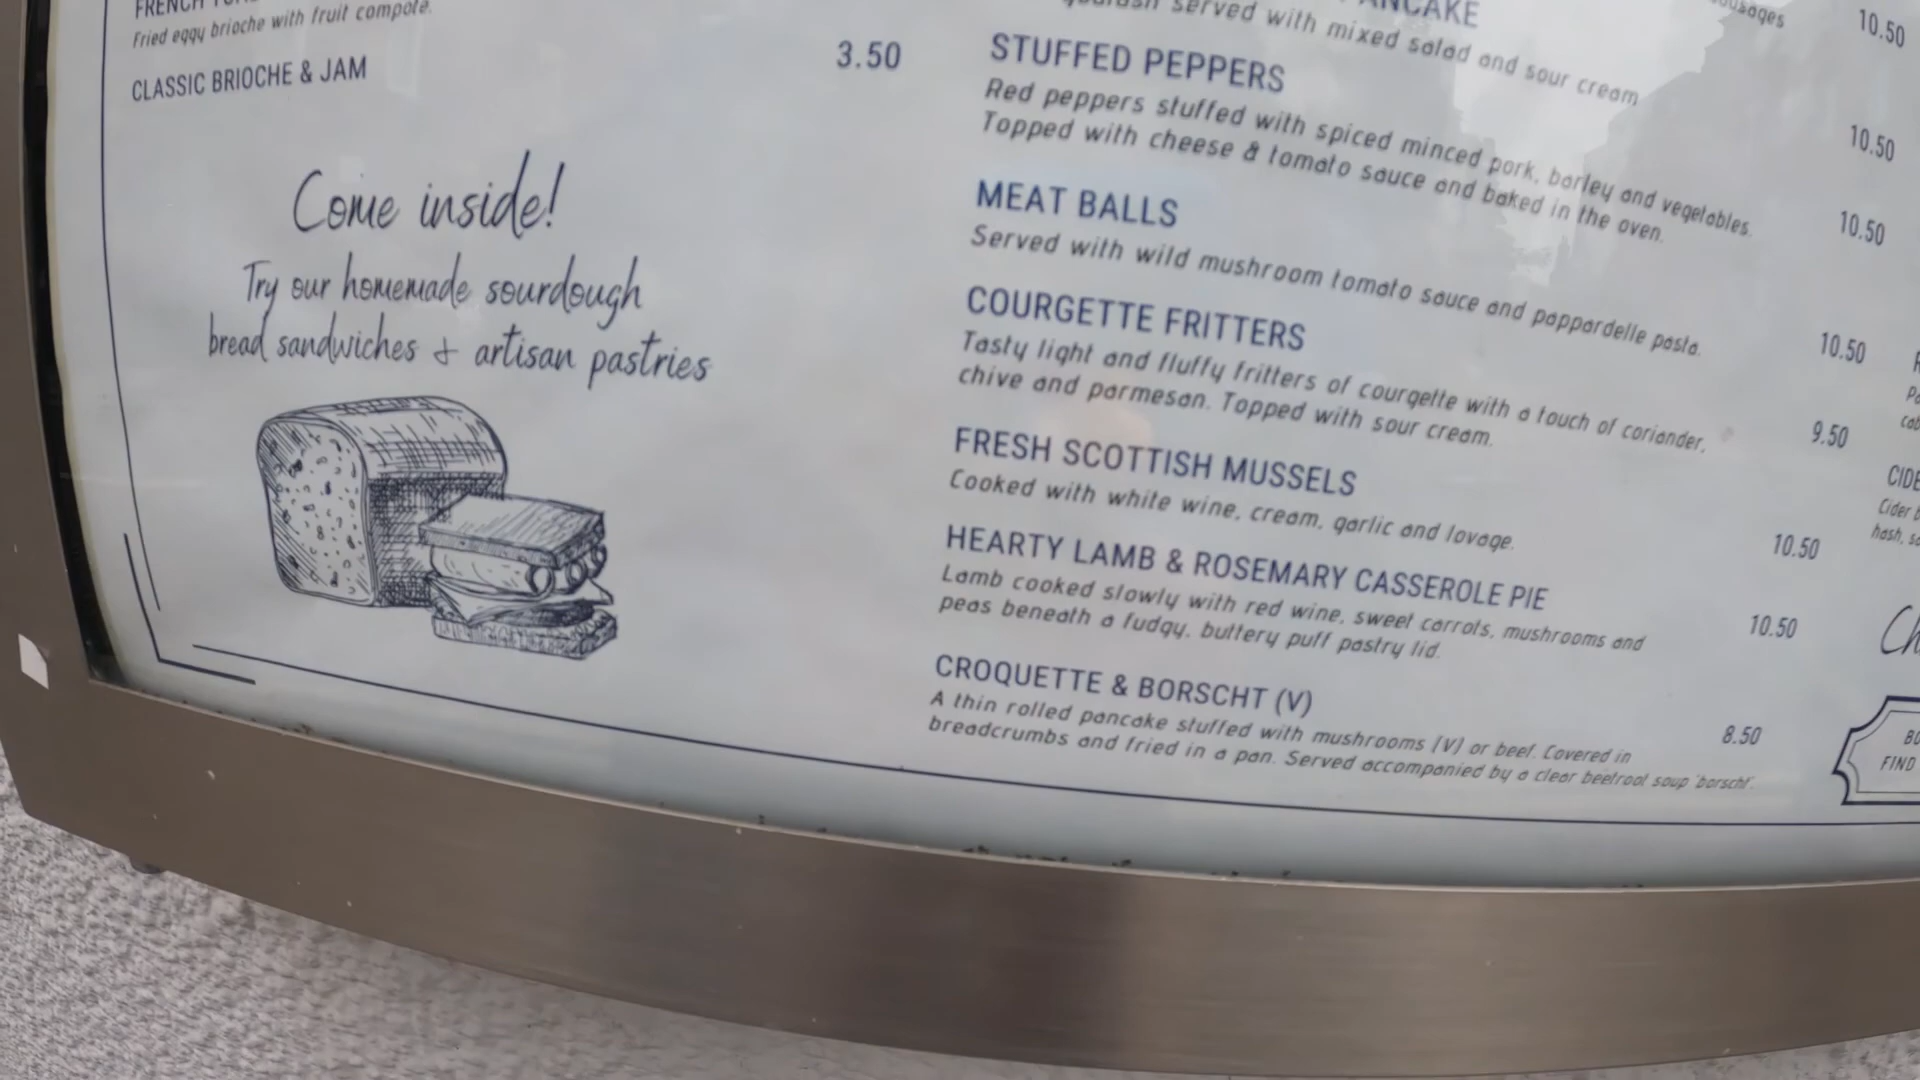 Fried eggy brioche with fruit compote.
CLASSIC BRIOCHE & JAM 3.50
Come inside!
Try our homemade sourdough
bread sandwiches + artisan pastries
PANCAKE
served with mixed salad and sour cream
10.50
STUFFED PEPPERS 10.50
Red peppers stuffed with spiced minced pork, barley and vegetables.
Topped with cheese & tomato sauce and baked in the oven.
MEAT BALLS 10.50
Served with wild mushroom tomato sauce and pappardelle pasta.
COURGETTE FRITTERS 10.50
Tasty light and fluffy fritters of courgette with a touch of coriander,
chive and parmesan. Topped with sour cream.
FRESH SCOTTISH MUSSELS 9.50
Cooked with white wine, cream, garlic and lovage.
HEARTY LAMB & ROSEMARY CASSEROLE PIE 10.50
Lamb cooked slowly with red wine, sweet carrots, mushrooms and
peas beneath a fudgy, buttery puff pastry lid.
10.50
CROQUETTE & BORSCHT (V) 8.50
A thin rolled pancake stuffed with mushrooms (V) or beef. Covered in
breadcrumbs and fried in a pan. Served accompanied by a clear beetroot soup 'borscht'.
Cider
hash,
FIND